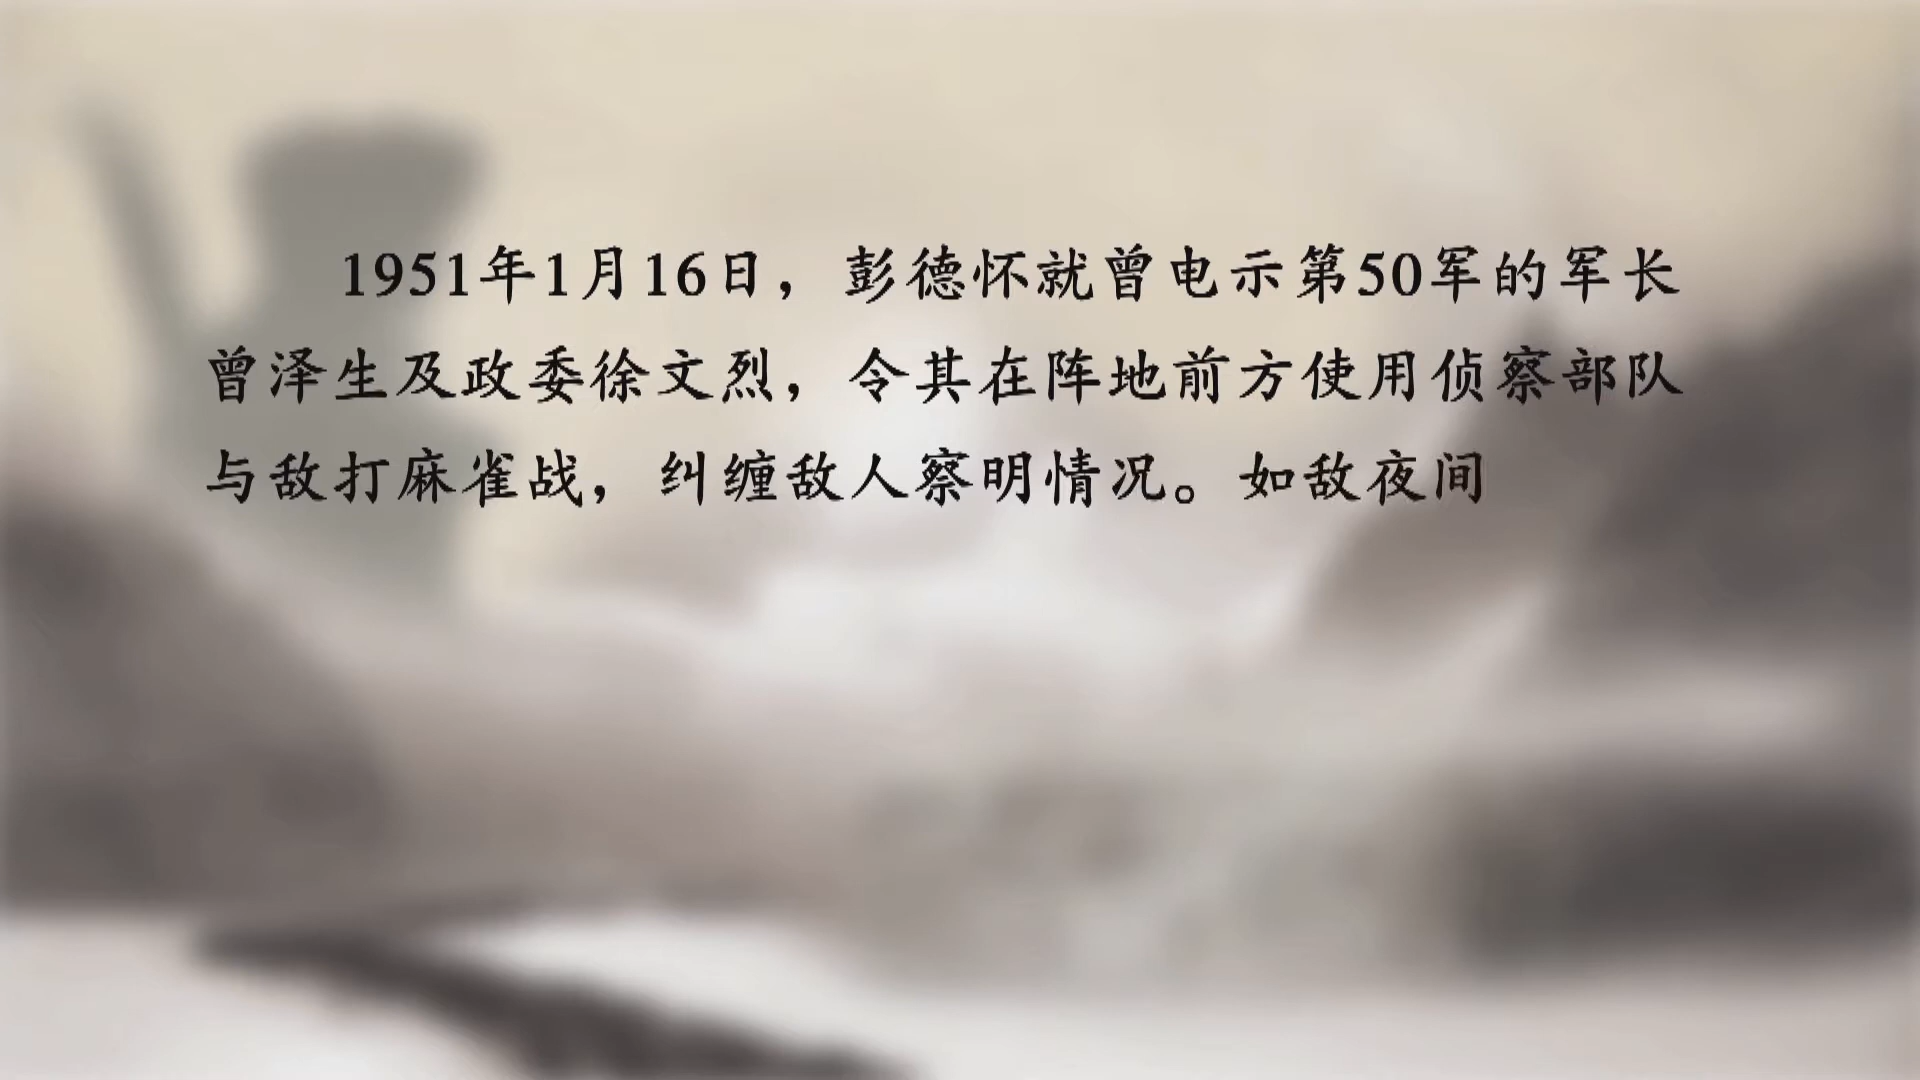 1951年1月16日，彭德怀就曾电示第50军的军长
曾泽生及政委徐文烈，令其在阵地前方使用侦察部队
与敌打麻雀战，纠缠敌人察明情况。如敌夜间